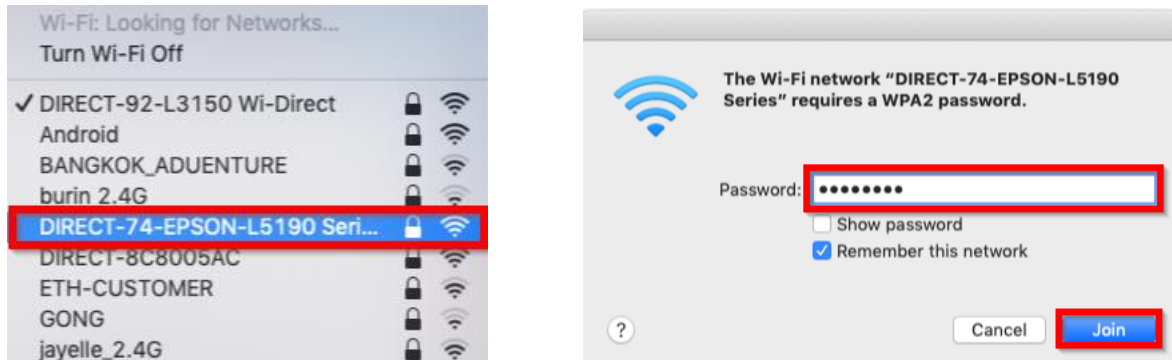 Wi-Fi: Looking for Networks...
Turn Wi-Fi Off
✓ DIRECT-92-L3150 Wi-Direct
Android
BANGKOK_ADUENTURE
burin 2.4G
DIRECT-74-EPSON-L5190 Seri...
DIRECT-8C8005AC
ETH-CUSTOMER
GONG
jayelle_2.4G
The Wi-Fi network “DIRECT-74-EPSON-L5190
Series” requires a WPA2 password.
Password: ••••••••
Show password
Remember this network
?
Cancel
Join